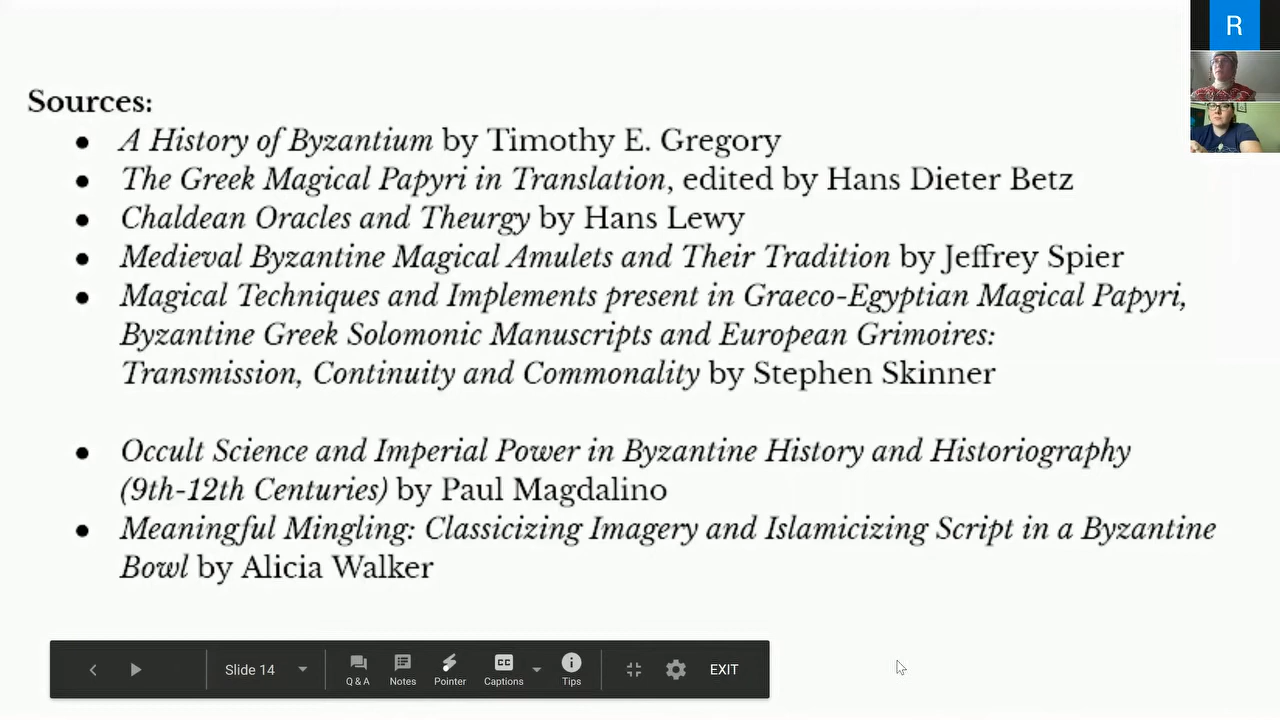 R
Sources:
● A History of Byzantium by Timothy E. Gregory
● The Greek Magical Papyri in Translation, edited by Hans Dieter Betz
● Chaldean Oracles and Theurgy by Hans Lewy
● Medieval Byzantine Magical Amulets and Their Tradition by Jeffrey Spier
● Magical Techniques and Implements present in Graeco-Egyptian Magical Papyri,
Byzantine Greek Solomonic Manuscripts and European Grimoires:
Transmission, Continuity and Commonality by Stephen Skinner
● Occult Science and Imperial Power in Byzantine History and Historiography
(9th-12th Centuries) by Paul Magdalino
● Meaningful Mingling: Classicizing Imagery and Islamicizing Script in a Byzantine
Bowl by Alicia Walker
Slide 14 Q & A Notes Pointer CC Captions Tips EXIT